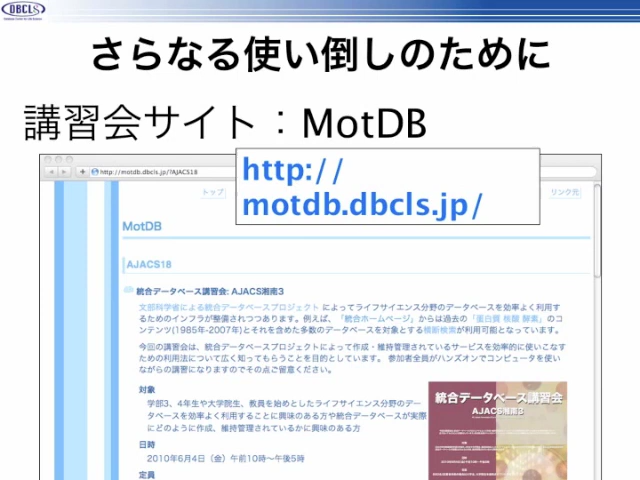 DBCLS
さらなる使い倒しのために
講習会サイト：MotDB
http://
motdb.dbcls.jp/
http://motdb.dbcls.jp/?AJACS18
トップ
リンク元
MotDB
AJACS18
統合データベース講習会: AJACS湘南3
文部科学省による統合データベースプロジェクト によってライフサイエンス分野のデータベースを効率よく利用す
るためのインフラが整備されつつあります。例えば、「統合ホームページ」からは過去の「蛋白質 核酸 酵素」のコ
ンテンツ(1985年-2007年)とそれを含めた多数のデータベースを対象とする横断検索が利用可能となっています。
今回の講習会は、統合データベースプロジェクトによって作成・維持管理されているサービスを効率的に使いこなす
ための利用法について広く知ってもらうことを目的としています。 参加者全員がハンズオンでコンピュータを使い
ながらの講習になりますのでその点ご留意ください。
対象
学部3、4年生や大学院生、教員を始めとしたライフサイエンス分野のデー
タベースを効率よく利用することに興味のある方や統合データベースが実際
にどのように作成、維持管理されているかに興味のある方
統合データベース講習会
AJACS湘南3
日時
2010年6月4日（金）午前10時～午後5時
定員